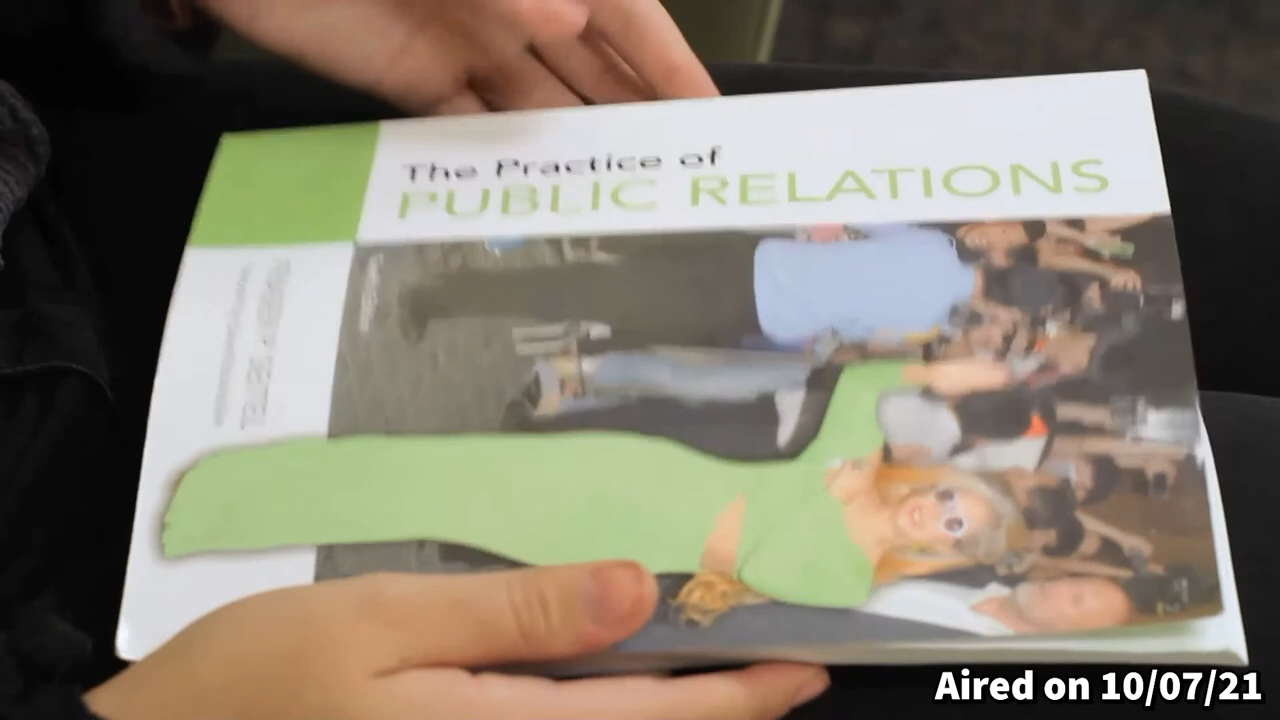 The Practice of
PUBLIC RELATIONS
Aired on 10/07/21